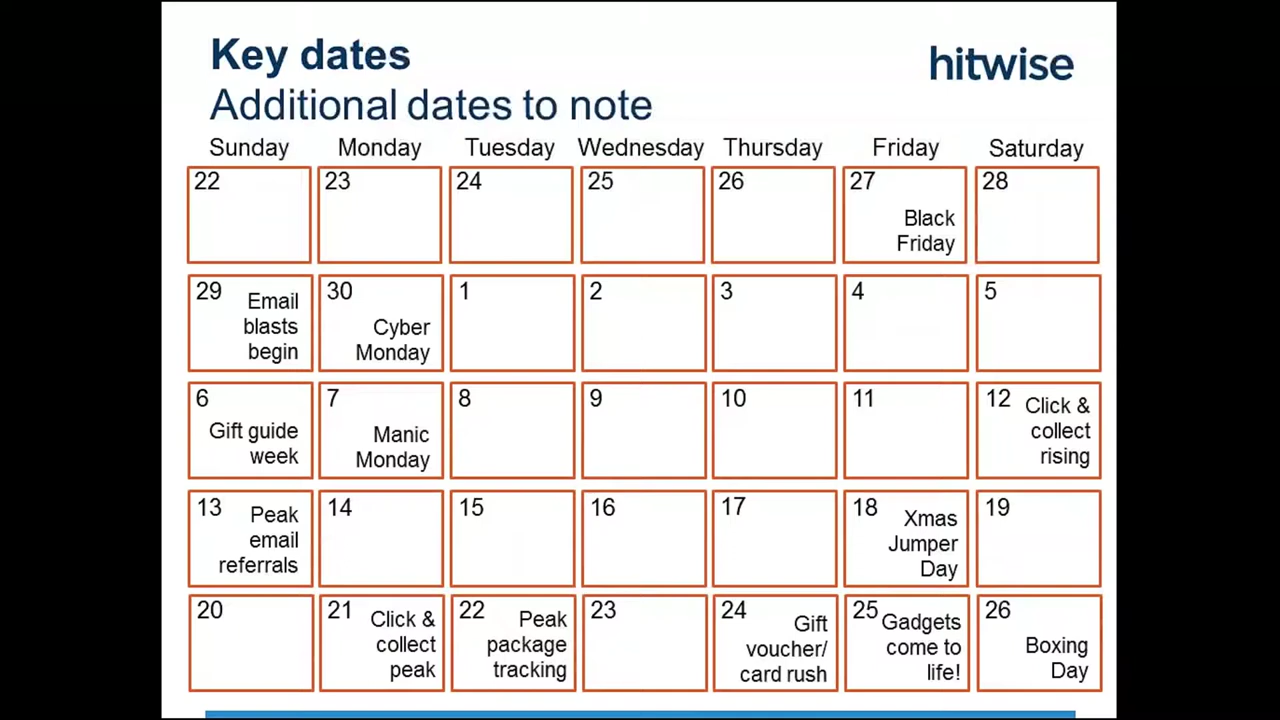 Key dates
hitwise
Additional dates to note
Sunday Monday Tuesday Wednesday Thursday Friday Saturday
22 23 24 25 26 27 28
Black
Friday
29 30 1 2 3 4 5
Email
blasts
begin
Cyber
Monday
6 7 8 9 10 11 12
Gift guide
week
Manic
Monday
Click &
collect
rising
13 14 15 16 17 18 19
Peak
email
referrals
Xmas
Jumper
Day
20 21 22 23 24 25 26
Click &
collect
peak
Peak
package
tracking
Gift
voucher/
card rush
Gadgets
come to
life!
Boxing
Day